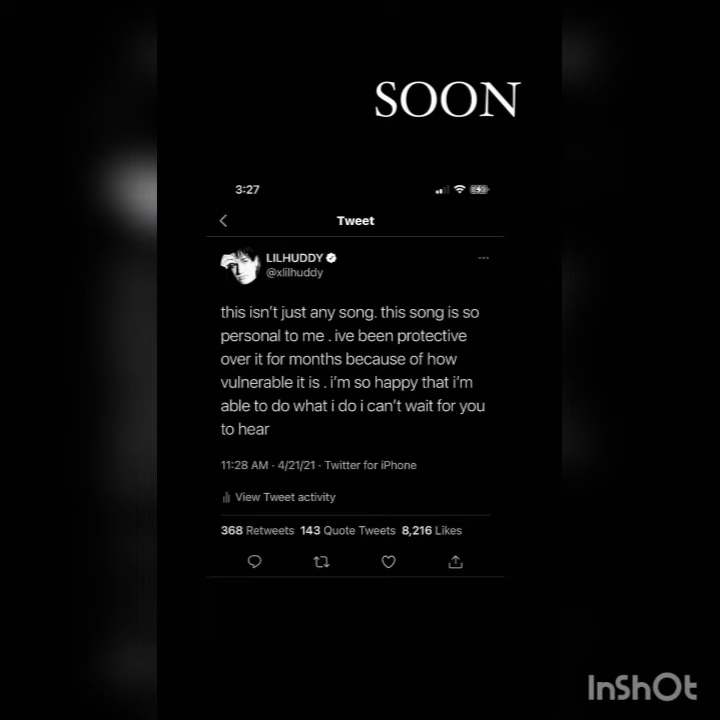 SOON
3:27
Tweet
LILHUDDY
@xlilhuddy
this isn't just any song. this song is so
personal to me . ive been protective
over it for months because of how
vulnerable it is . i'm so happy that i'm
able to do what i do i can't wait for you
to hear
11:28 AM · 4/21/21 · Twitter for iPhone
View Tweet activity
368 Retweets 143 Quote Tweets 8,216 Likes
InShOt